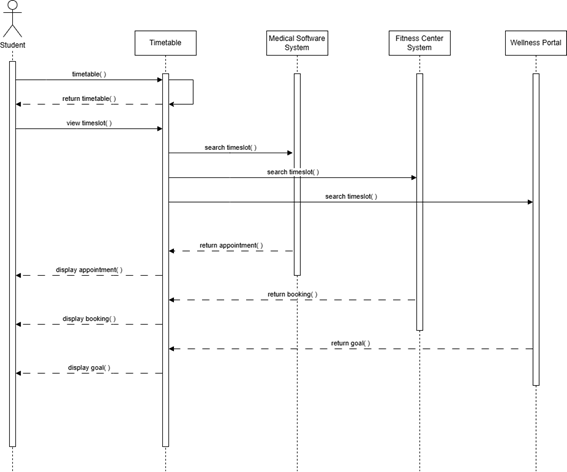 Student
Timetable
Medical Software
System
Fitness Center
System
Wellness Portal
timetable( )
return timetable( )
view timeslot( )
search timeslot( )
search timeslot( )
search timeslot( )
return appointment( )
display appointment( )
return booking( )
display booking( )
return goal( )
display goal( )